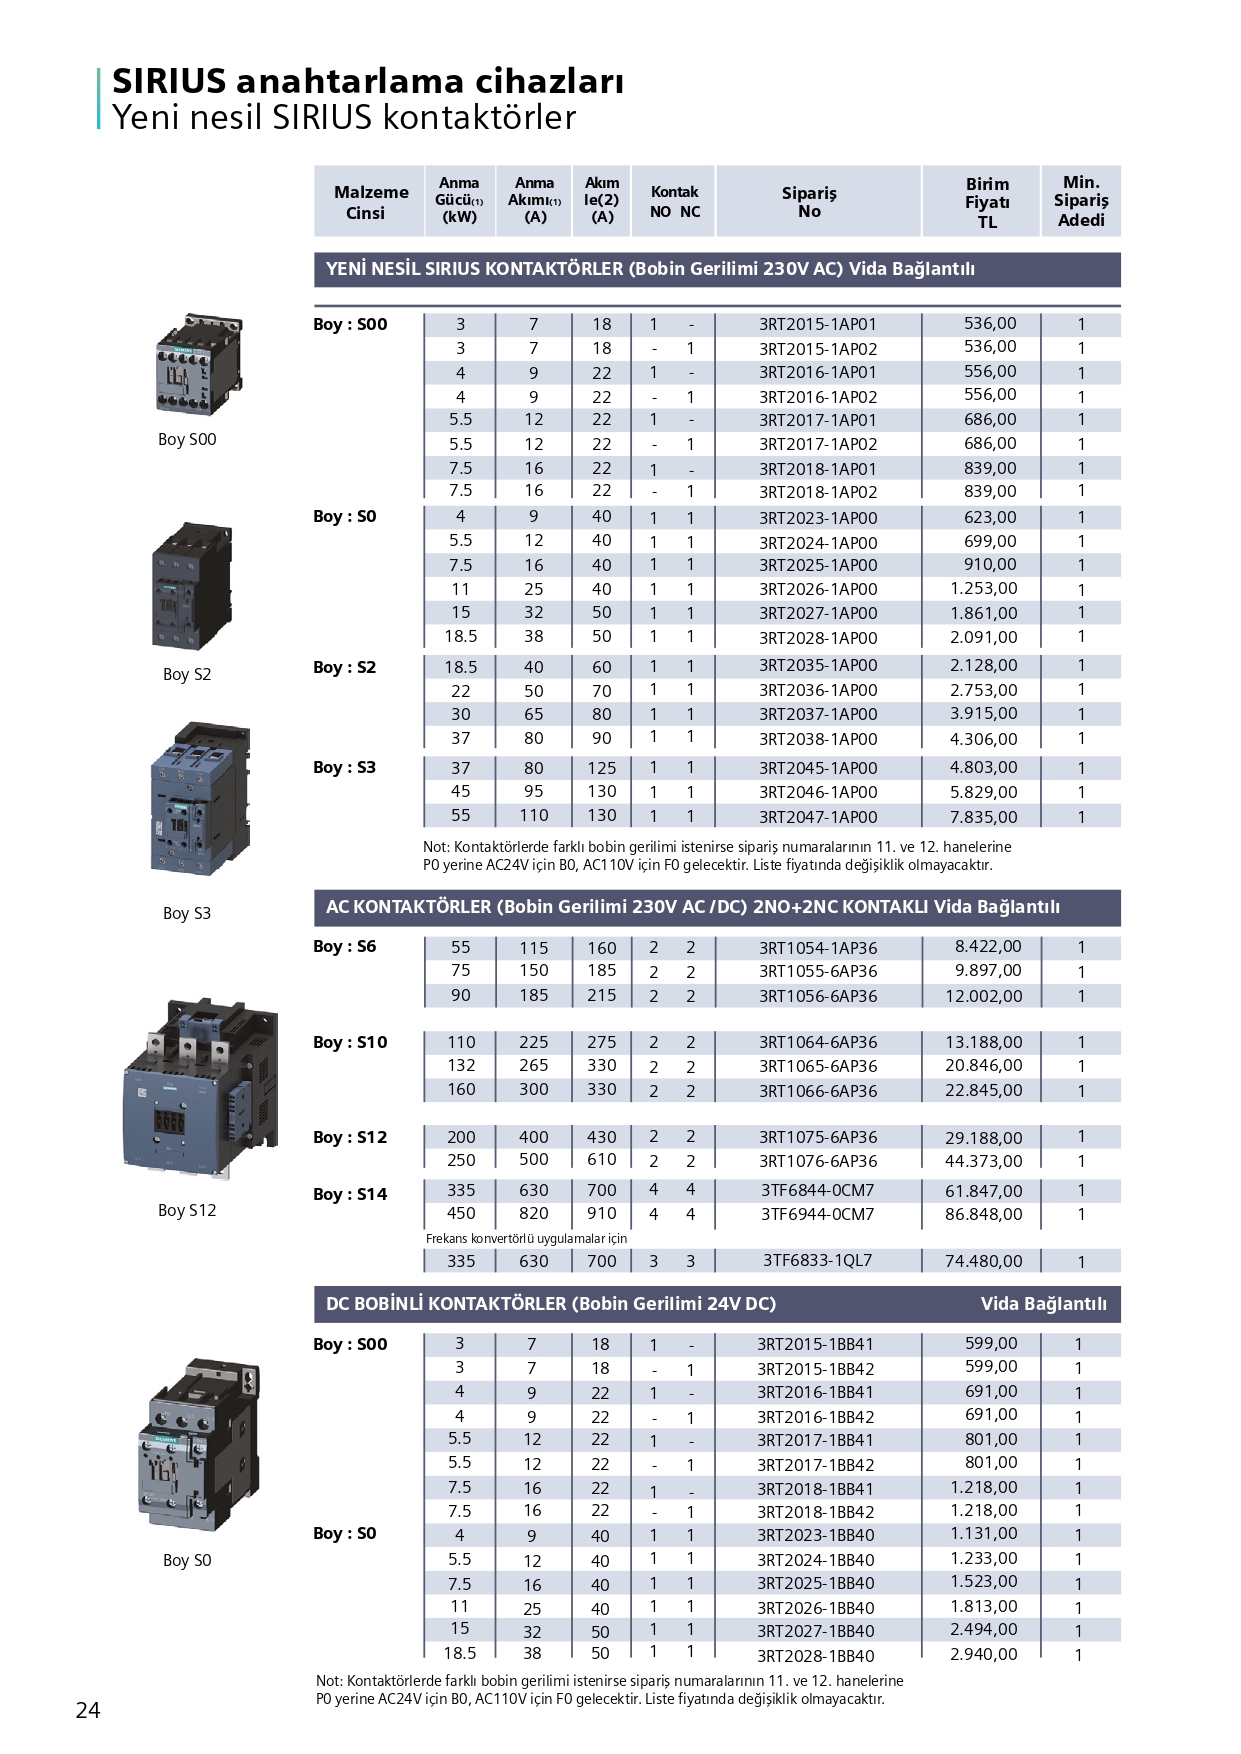 SIRIUS anahtarlama cihazları
Yeni nesil SIRIUS kontaktörler
Malzeme Cinsi Anma Gücü(1) (kW) Anma Akımı(1) (A) Akım Ie(2) (A) Kontak NO NC Sipariş No Birim Fiyatı TL Min. Sipariş Adedi
YENİ NESİL SIRIUS KONTAKTÖRLER (Bobin Gerilimi 230V AC) Vida Bağlantılı
Boy : S00 3 7 18 1 - 3RT2015-1AP01 536,00 1
3 7 18 - 1 3RT2015-1AP02 536,00 1
4 9 22 1 - 3RT2016-1AP01 556,00 1
4 9 22 - 1 3RT2016-1AP02 556,00 1
5.5 12 22 1 - 3RT2017-1AP01 686,00 1
5.5 12 22 - 1 3RT2017-1AP02 686,00 1
7.5 16 22 1 - 3RT2018-1AP01 839,00 1
7.5 16 22 - 1 3RT2018-1AP02 839,00 1
Boy S00
Boy : S0 4 9 40 1 1 3RT2023-1AP00 623,00 1
5.5 12 40 1 1 3RT2024-1AP00 699,00 1
7.5 16 40 1 1 3RT2025-1AP00 910,00 1
11 25 40 1 1 3RT2026-1AP00 1.253,00 1
15 32 50 1 1 3RT2027-1AP00 1.861,00 1
18.5 38 50 1 1 3RT2028-1AP00 2.091,00 1
Boy S2
Boy : S2 18.5 40 60 1 1 3RT2035-1AP00 2.128,00 1
22 50 70 1 1 3RT2036-1AP00 2.753,00 1
30 65 80 1 1 3RT2037-1AP00 3.915,00 1
37 80 90 1 1 3RT2038-1AP00 4.306,00 1
Boy : S3 37 80 125 1 1 3RT2045-1AP00 4.803,00 1
45 95 130 1 1 3RT2046-1AP00 5.829,00 1
55 110 130 1 1 3RT2047-1AP00 7.835,00 1
Not: Kontaktörlerde farklı bobin gerilimi istenirse sipariş numaralarının 11. ve 12. hanelerine
P0 yerine AC24V için B0, AC110V için F0 gelecektir. Liste fiyatında değişiklik olmayacaktır.
Boy S3
AC KONTAKTÖRLER (Bobin Gerilimi 230V AC /DC) 2NO+2NC KONTAKLI Vida Bağlantılı
Boy : S6 55 115 160 2 2 3RT1054-1AP36 8.422,00 1
75 150 185 2 2 3RT1055-6AP36 9.897,00 1
90 185 215 2 2 3RT1056-6AP36 12.002,00 1
Boy : S10 110 225 275 2 2 3RT1064-6AP36 13.188,00 1
132 265 330 2 2 3RT1065-6AP36 20.846,00 1
160 300 330 2 2 3RT1066-6AP36 22.845,00 1
Boy : S12 200 400 430 2 2 3RT1075-6AP36 29.188,00 1
250 500 610 2 2 3RT1076-6AP36 44.373,00 1
Boy : S14 335 630 700 4 4 3TF6844-0CM7 61.847,00 1
450 820 910 4 4 3TF6944-0CM7 86.848,00 1
Boy S12
Frekans konvertörlü uygulamalar için
335 630 700 3 3 3TF6833-1QL7 74.480,00 1
DC BOBİNLİ KONTAKTÖRLER (Bobin Gerilimi 24V DC) Vida Bağlantılı
Boy : S00 3 7 18 1 - 3RT2015-1BB41 599,00 1
3 7 18 - 1 3RT2015-1BB42 599,00 1
4 9 22 1 - 3RT2016-1BB41 691,00 1
4 9 22 - 1 3RT2016-1BB42 691,00 1
5.5 12 22 1 - 3RT2017-1BB41 801,00 1
5.5 12 22 - 1 3RT2017-1BB42 801,00 1
7.5 16 22 1 - 3RT2018-1BB41 1.218,00 1
7.5 16 22 - 1 3RT2018-1BB42 1.218,00 1
Boy : S0 4 9 40 1 1 3RT2023-1BB40 1.131,00 1
5.5 12 40 1 1 3RT2024-1BB40 1.233,00 1
7.5 16 40 1 1 3RT2025-1BB40 1.523,00 1
11 25 40 1 1 3RT2026-1BB40 1.813,00 1
15 32 50 1 1 3RT2027-1BB40 2.494,00 1
18.5 38 50 1 1 3RT2028-1BB40 2.940,00 1
Boy S0
Not: Kontaktörlerde farklı bobin gerilimi istenirse sipariş numaralarının 11. ve 12. hanelerine
P0 yerine AC24V için B0, AC110V için F0 gelecektir. Liste fiyatında değişiklik olmayacaktır.
24